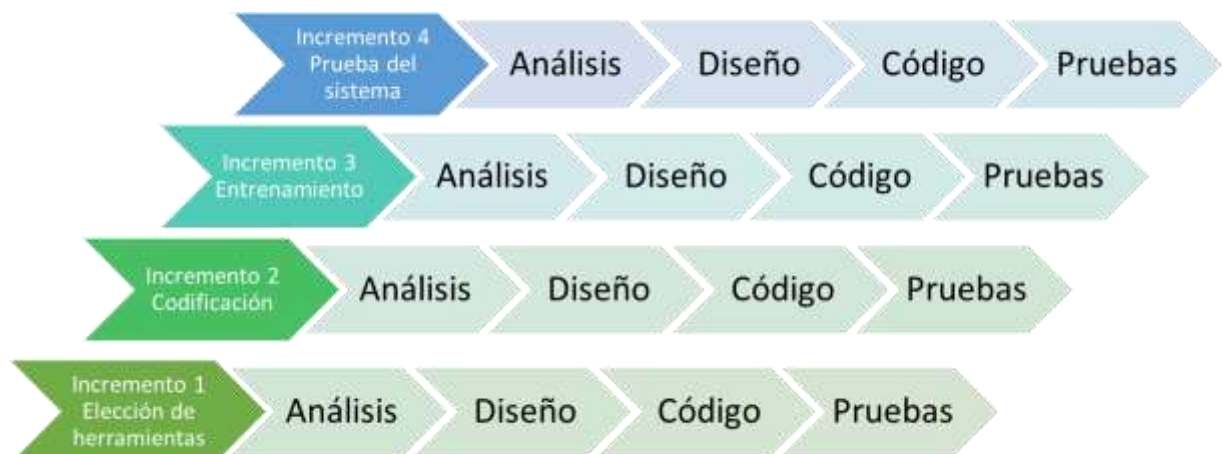 Incremento 4
Prueba del
sistema
Análisis
Diseño
Código
Pruebas
Incremento 3
Entrenamiento
Análisis
Diseño
Código
Pruebas
Incremento 2
Codificación
Análisis
Diseño
Código
Pruebas
Incremento 1
Elección de
herramientas
Análisis
Diseño
Código
Pruebas